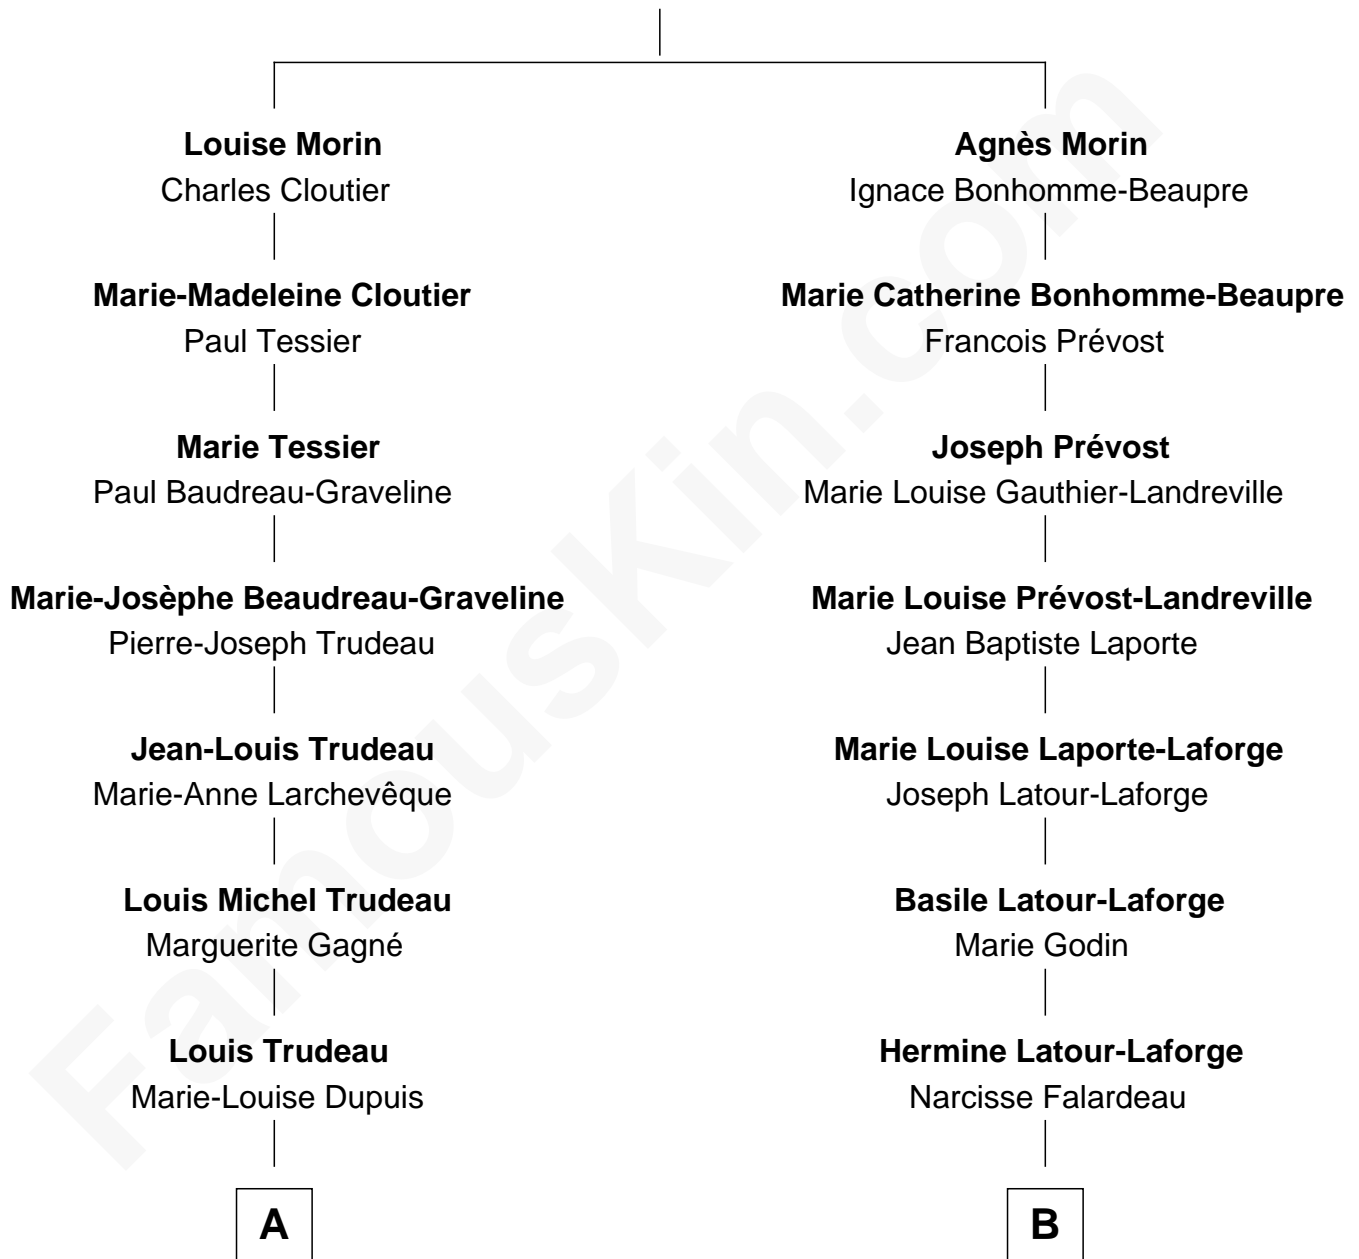 Louise Morin
Charles Cloutier
Marie-Madeleine Cloutier
Paul Tessier
Marie Tessier
Paul Baudreau-Graveline
Marie-Josèphe Beaudreau-Graveline
Pierre-Joseph Trudeau
Jean-Louis Trudeau
Marie-Anne Larchevêque
Louis Michel Trudeau
Marguerite Gagné
Louis Trudeau
Marie-Louise Dupuis
A
Agnès Morin
Ignace Bonhomme-Beaupre
Marie Catherine Bonhomme-Beaupre
Francois Prévost
Joseph Prévost
Marie Louise Gauthier-Landreville
Marie Louise Prévost-Landreville
Jean Baptiste Laporte
Marie Louise Laporte-Laforge
Joseph Latour-Laforge
Basile Latour-Laforge
Marie Godin
Hermine Latour-Laforge
Narcisse Falardeau
B
FamousKin.com